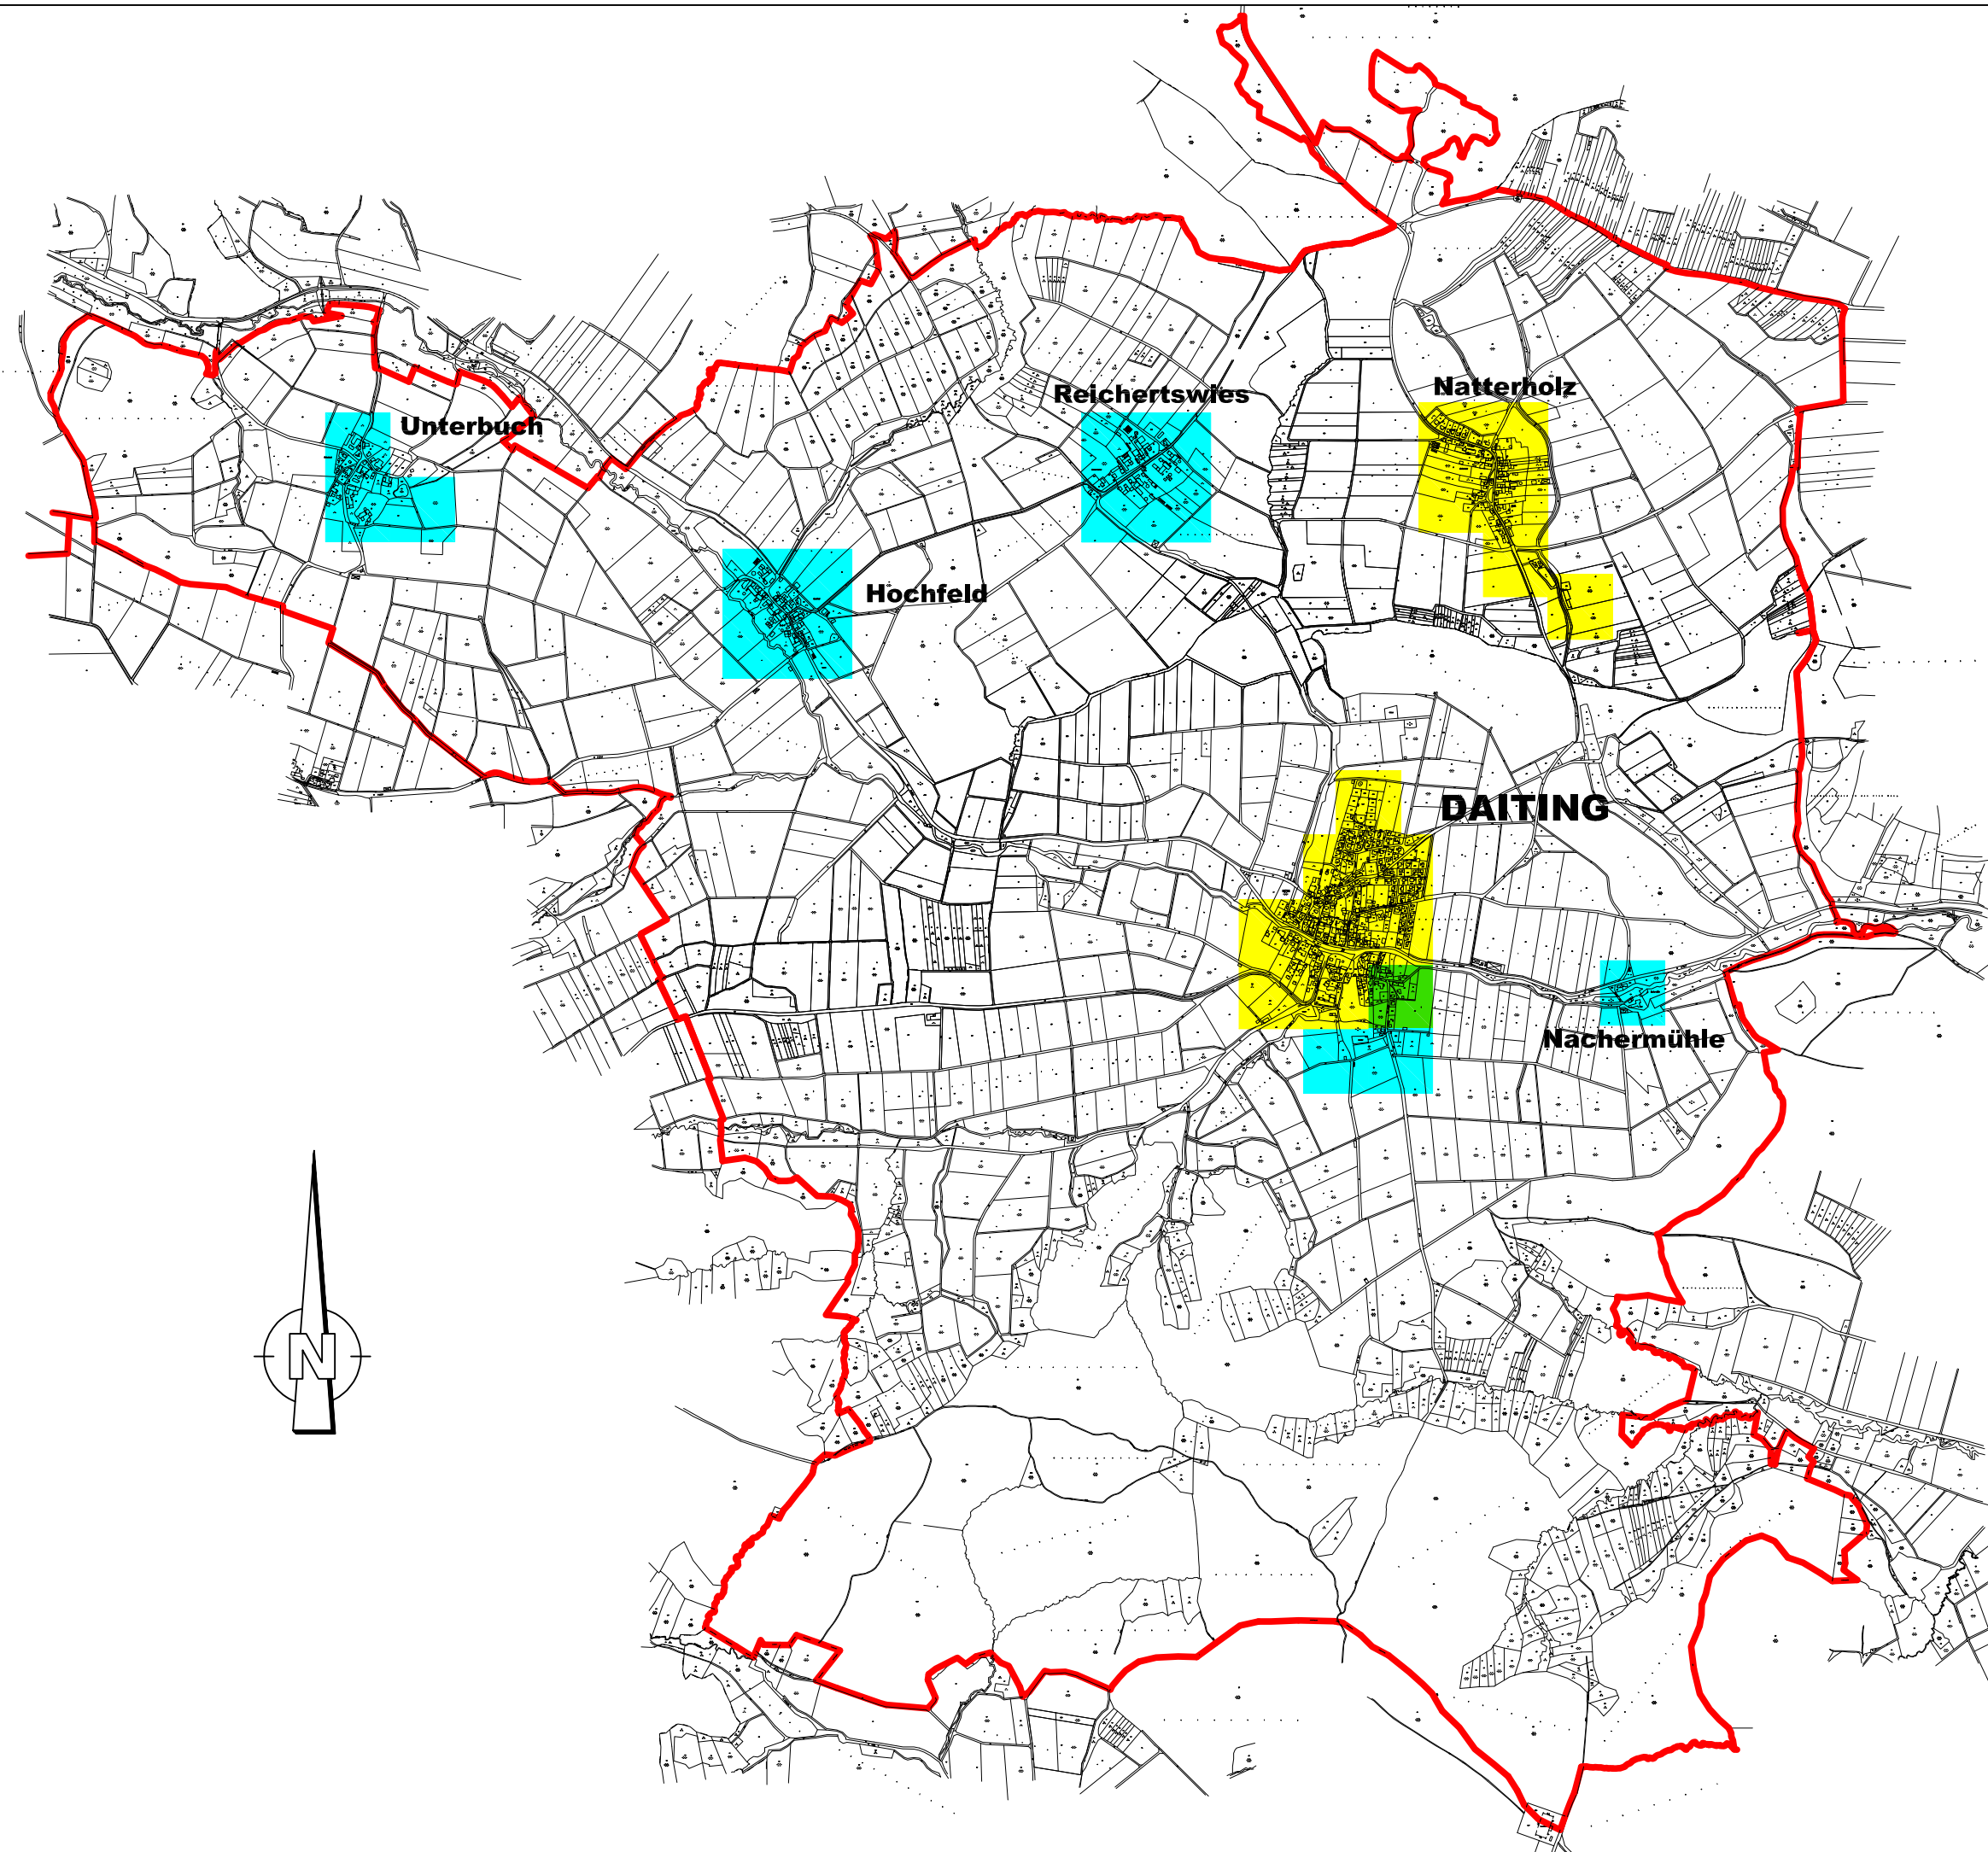 Reichertswies
Natterholz
Unterbuch
Hochfeld
DAITING
Nachermühle
N